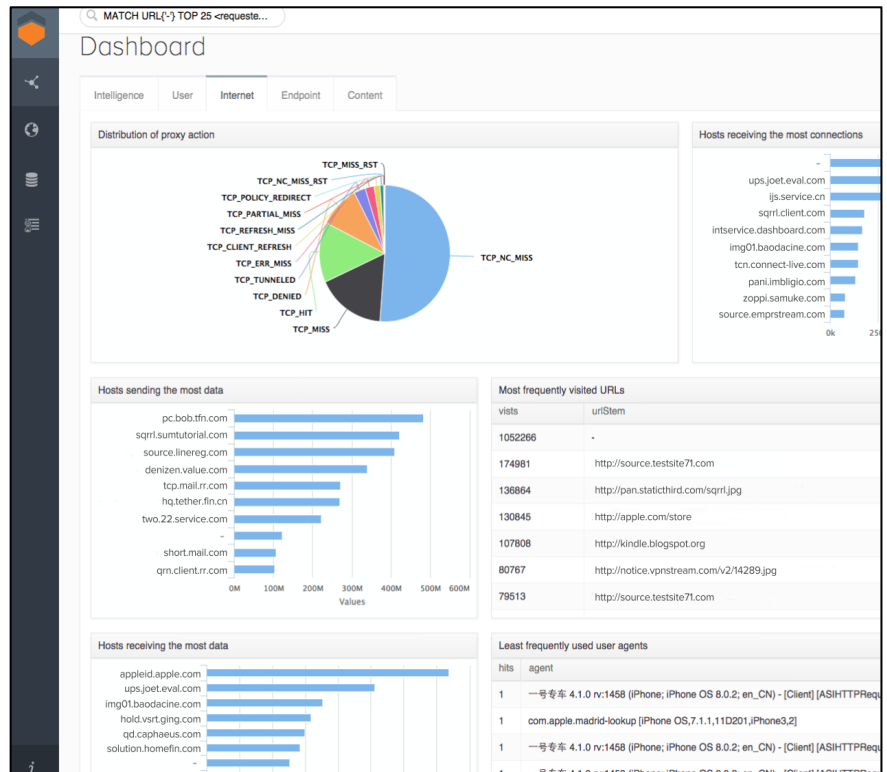 MATCH URL{'-'} TOP 25 <requeste...
Dashboard
Intelligence User Internet Endpoint Content
Distribution of proxy action
TCP_MISS_RST
TCP_NC_MISS_RST
TCP_POLICY_REDIRECT
TCP_PARTIAL_MISS
TCP_REFRESH_MISS
TCP_CLIENT_REFRESH
TCP_ERR_MISS
TCP_TUNNELED
TCP_DENIED
TCP_HIT
TCP_MISS
TCP_NC_MISS
Hosts receiving the most connections
-
ups.joet.eval.com
ijs.service.cn
sqrrl.client.com
intservice.dashboard.com
img01.baodacine.com
tcn.connect-live.com
pani.imbligio.com
zoppi.samuke.com
source.emprstream.com
0k 250
Hosts sending the most data
pc.bob.tfn.com
sqrrl.sumtutorial.com
source.linereg.com
denizen.value.com
tcp.mail.rr.com
hq.tether.fin.cn
two.22.service.com
-
short.mail.com
qrn.client.rr.com
0M 100M 200M 300M 400M 500M 600M
Values
Most frequently visited URLs
vists urlStem
1052266 -
174981 http://source.testsite71.com
136864 http://pan.staticthird.com/sqrrl.jpg
130845 http://apple.com/store
107808 http://kindle.blogspot.org
80767 http://notice.vpnstream.com/v2/14289.jpg
79513 http://source.testsite71.com
Hosts receiving the most data
appleid.apple.com
ups.joet.eval.com
img01.baodacine.com
hold.vsrt.ging.com
qd.caphaeus.com
solution.homefin.com
-
Least frequently used user agents
hits agent
1 一号专车 4.1.0 rv:1458 (iPhone; iPhone OS 8.0.2; en_CN) - [Client] [ASIHTTPRequ
1 com.apple.madrid-lookup [iPhone OS,7.1.1,11D201,iPhone3,2]
1 一号专车 4.1.0 rv:1458 (iPhone; iPhone OS 8.0.2; en_CN) - [Client] [ASIHTTPRequ